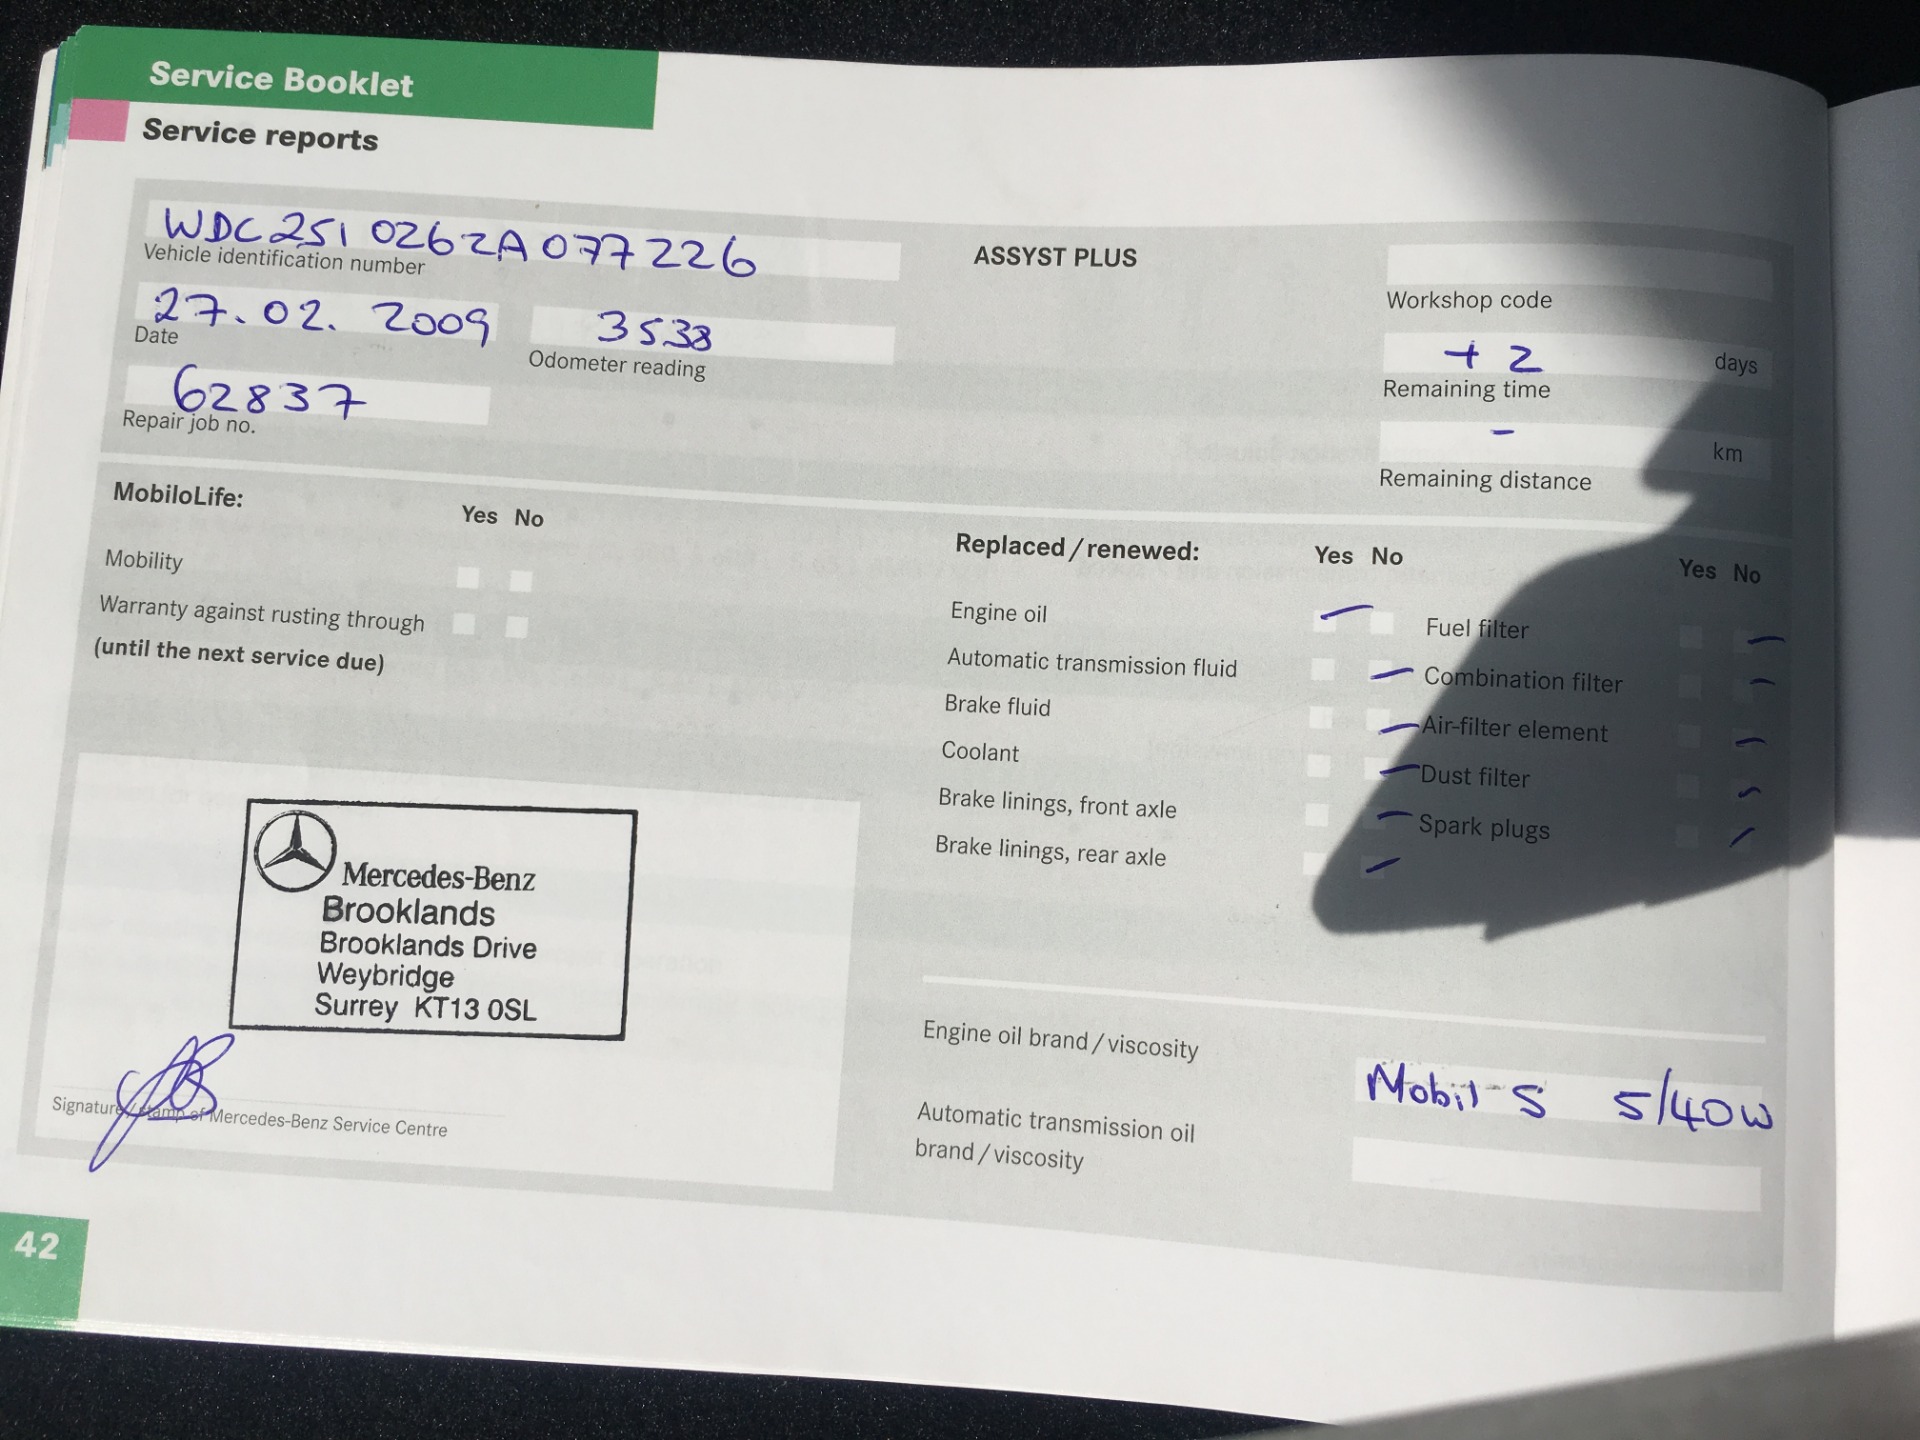 Service Booklet
Service reports
WDC2510262A077226
Vehicle identification number
27.02.2009
Date
3538
Odometer reading
62837
Repair job no.
ASSYST PLUS
Workshop code
+2 days
Remaining time
- km
Remaining distance
MobiloLife: Yes No
Mobility
Warranty against rusting through
(until the next service due)
Replaced/renewed: Yes No
Engine oil
Automatic transmission fluid
Brake fluid
Coolant
Brake linings, front axle
Brake linings, rear axle
Yes No
Fuel filter
Combination filter
Air-filter element
Dust filter
Spark plugs
Mercedes-Benz
Brooklands
Brooklands Drive
Weybridge
Surrey KT13 0SL
Signature/stamp of Mercedes-Benz Service Centre
Engine oil brand/viscosity
Mobil S 5/40W
Automatic transmission oil
brand/viscosity
42